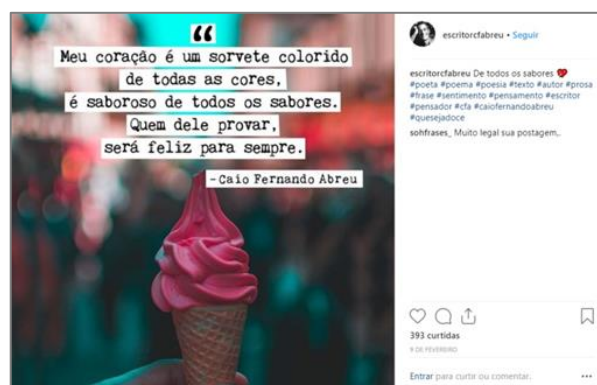 “
Meu coração é um sorvete colorido
de todas as cores,
é saboroso de todos os sabores.
Quem dele provar,
será feliz para sempre.
-Caio Fernando Abreu
escritorcfabreu • Seguir
escritorcfabreu De todos os sabores
#poeta #poema #poesia #texto #autor #prosa
#frase #sentimento #pensamento #escritor
#pensador #cfa #caiofernandoabreu
#quesejadoce
sohfrases_ Muito legal sua postagem,.
393 curtidas
9 DE FEVEREIRO
Entrar para curtir ou comentar.